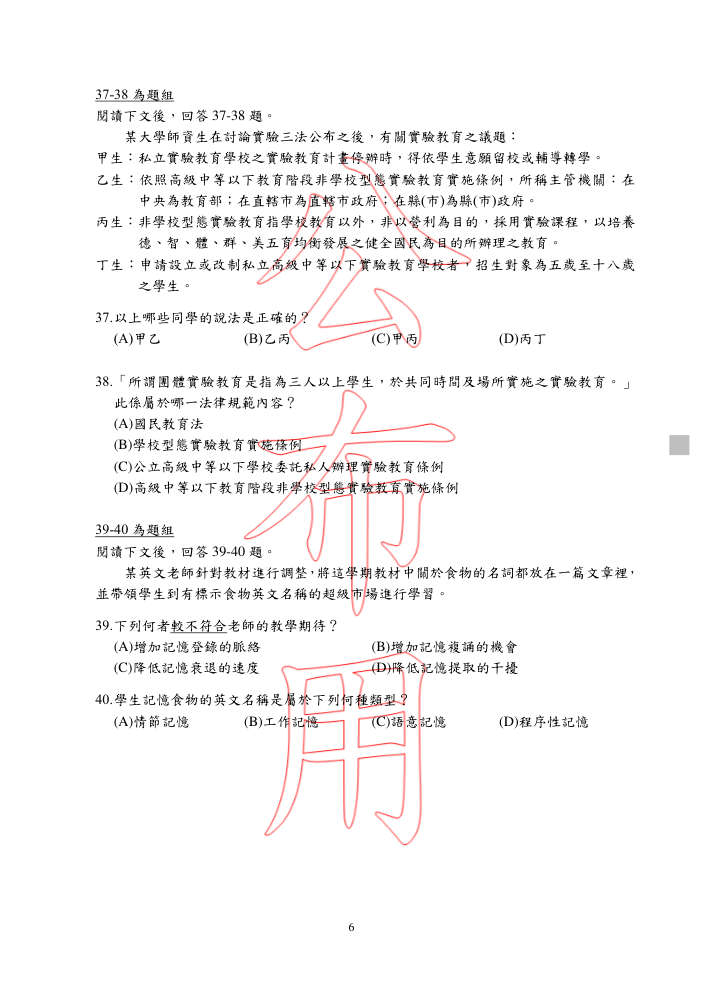 37-38 為題組
閱讀下文後，回答 37-38 題。
某大學師資生在討論實驗三法公布之後，有關實驗教育之議題：
甲生：私立實驗教育學校之實驗教育計畫停辦時，得依學生意願留校或輔導轉學。
乙生：依照高級中等以下教育階段非學校型態實驗教育實施條例，所稱主管機關：在
中央為教育部；在直轄市為直轄市政府；在縣(市)為縣(市)政府。
丙生：非學校型態實驗教育指學校教育以外，非以營利為目的，採用實驗課程，以培養
德、智、體、群、美五育均衡發展之健全國民為目的所辦理之教育。
丁生：申請設立或改制私立高級中等以下實驗教育學校者，招生對象為五歲至十八歲
之學生。
37.以上哪些同學的說法是正確的？
(A)甲乙 (B)乙丙 (C)甲丙 (D)丙丁
38.「所謂團體實驗教育是指為三人以上學生，於共同時間及場所實施之實驗教育。」
此係屬於哪一法律規範內容？
(A)國民教育法
(B)學校型態實驗教育實施條例
(C)公立高級中等以下學校委託私人辦理實驗教育條例
(D)高級中等以下教育階段非學校型態實驗教育實施條例
39-40 為題組
閱讀下文後，回答 39-40 題。
某英文老師針對教材進行調整，將這學期教材中關於食物的名詞都放在一篇文章裡，
並帶領學生到有標示食物英文名稱的超級市場進行學習。
39.下列何者較不符合老師的教學期待？
(A)增加記憶登錄的脈絡 (B)增加記憶複誦的機會
(C)降低記憶衰退的速度 (D)降低記憶提取的干擾
40.學生記憶食物的英文名稱是屬於下列何種類型？
(A)情節記憶 (B)工作記憶 (C)語意記憶 (D)程序性記憶
公布用
6